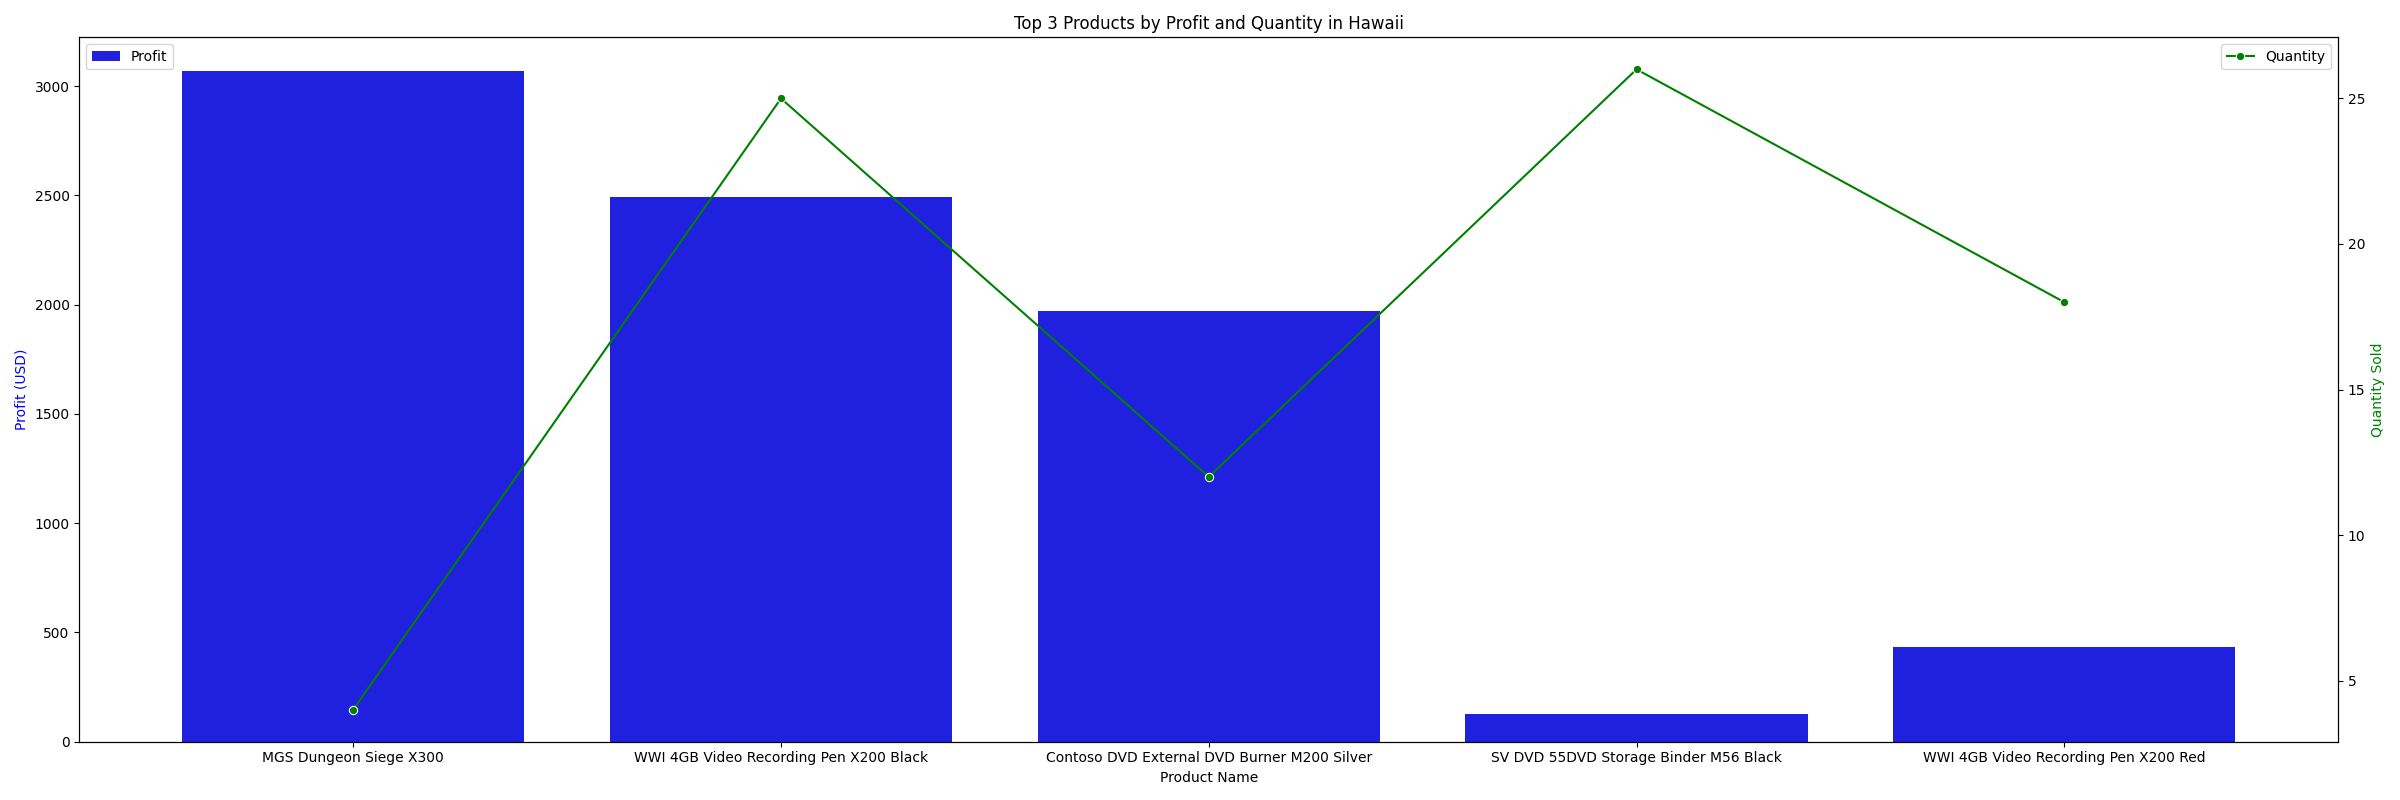 Top 3 Products by Profit and Quantity in Hawaii
Profit
Quantity
3000
2500
2000
1500
1000
500
0
Profit (USD)
25
20
15
10
5
Quantity Sold
MGS Dungeon Siege X300
WWI 4GB Video Recording Pen X200 Black
Contoso DVD External DVD Burner M200 Silver
SV DVD 55DVD Storage Binder M56 Black
WWI 4GB Video Recording Pen X200 Red
Product Name